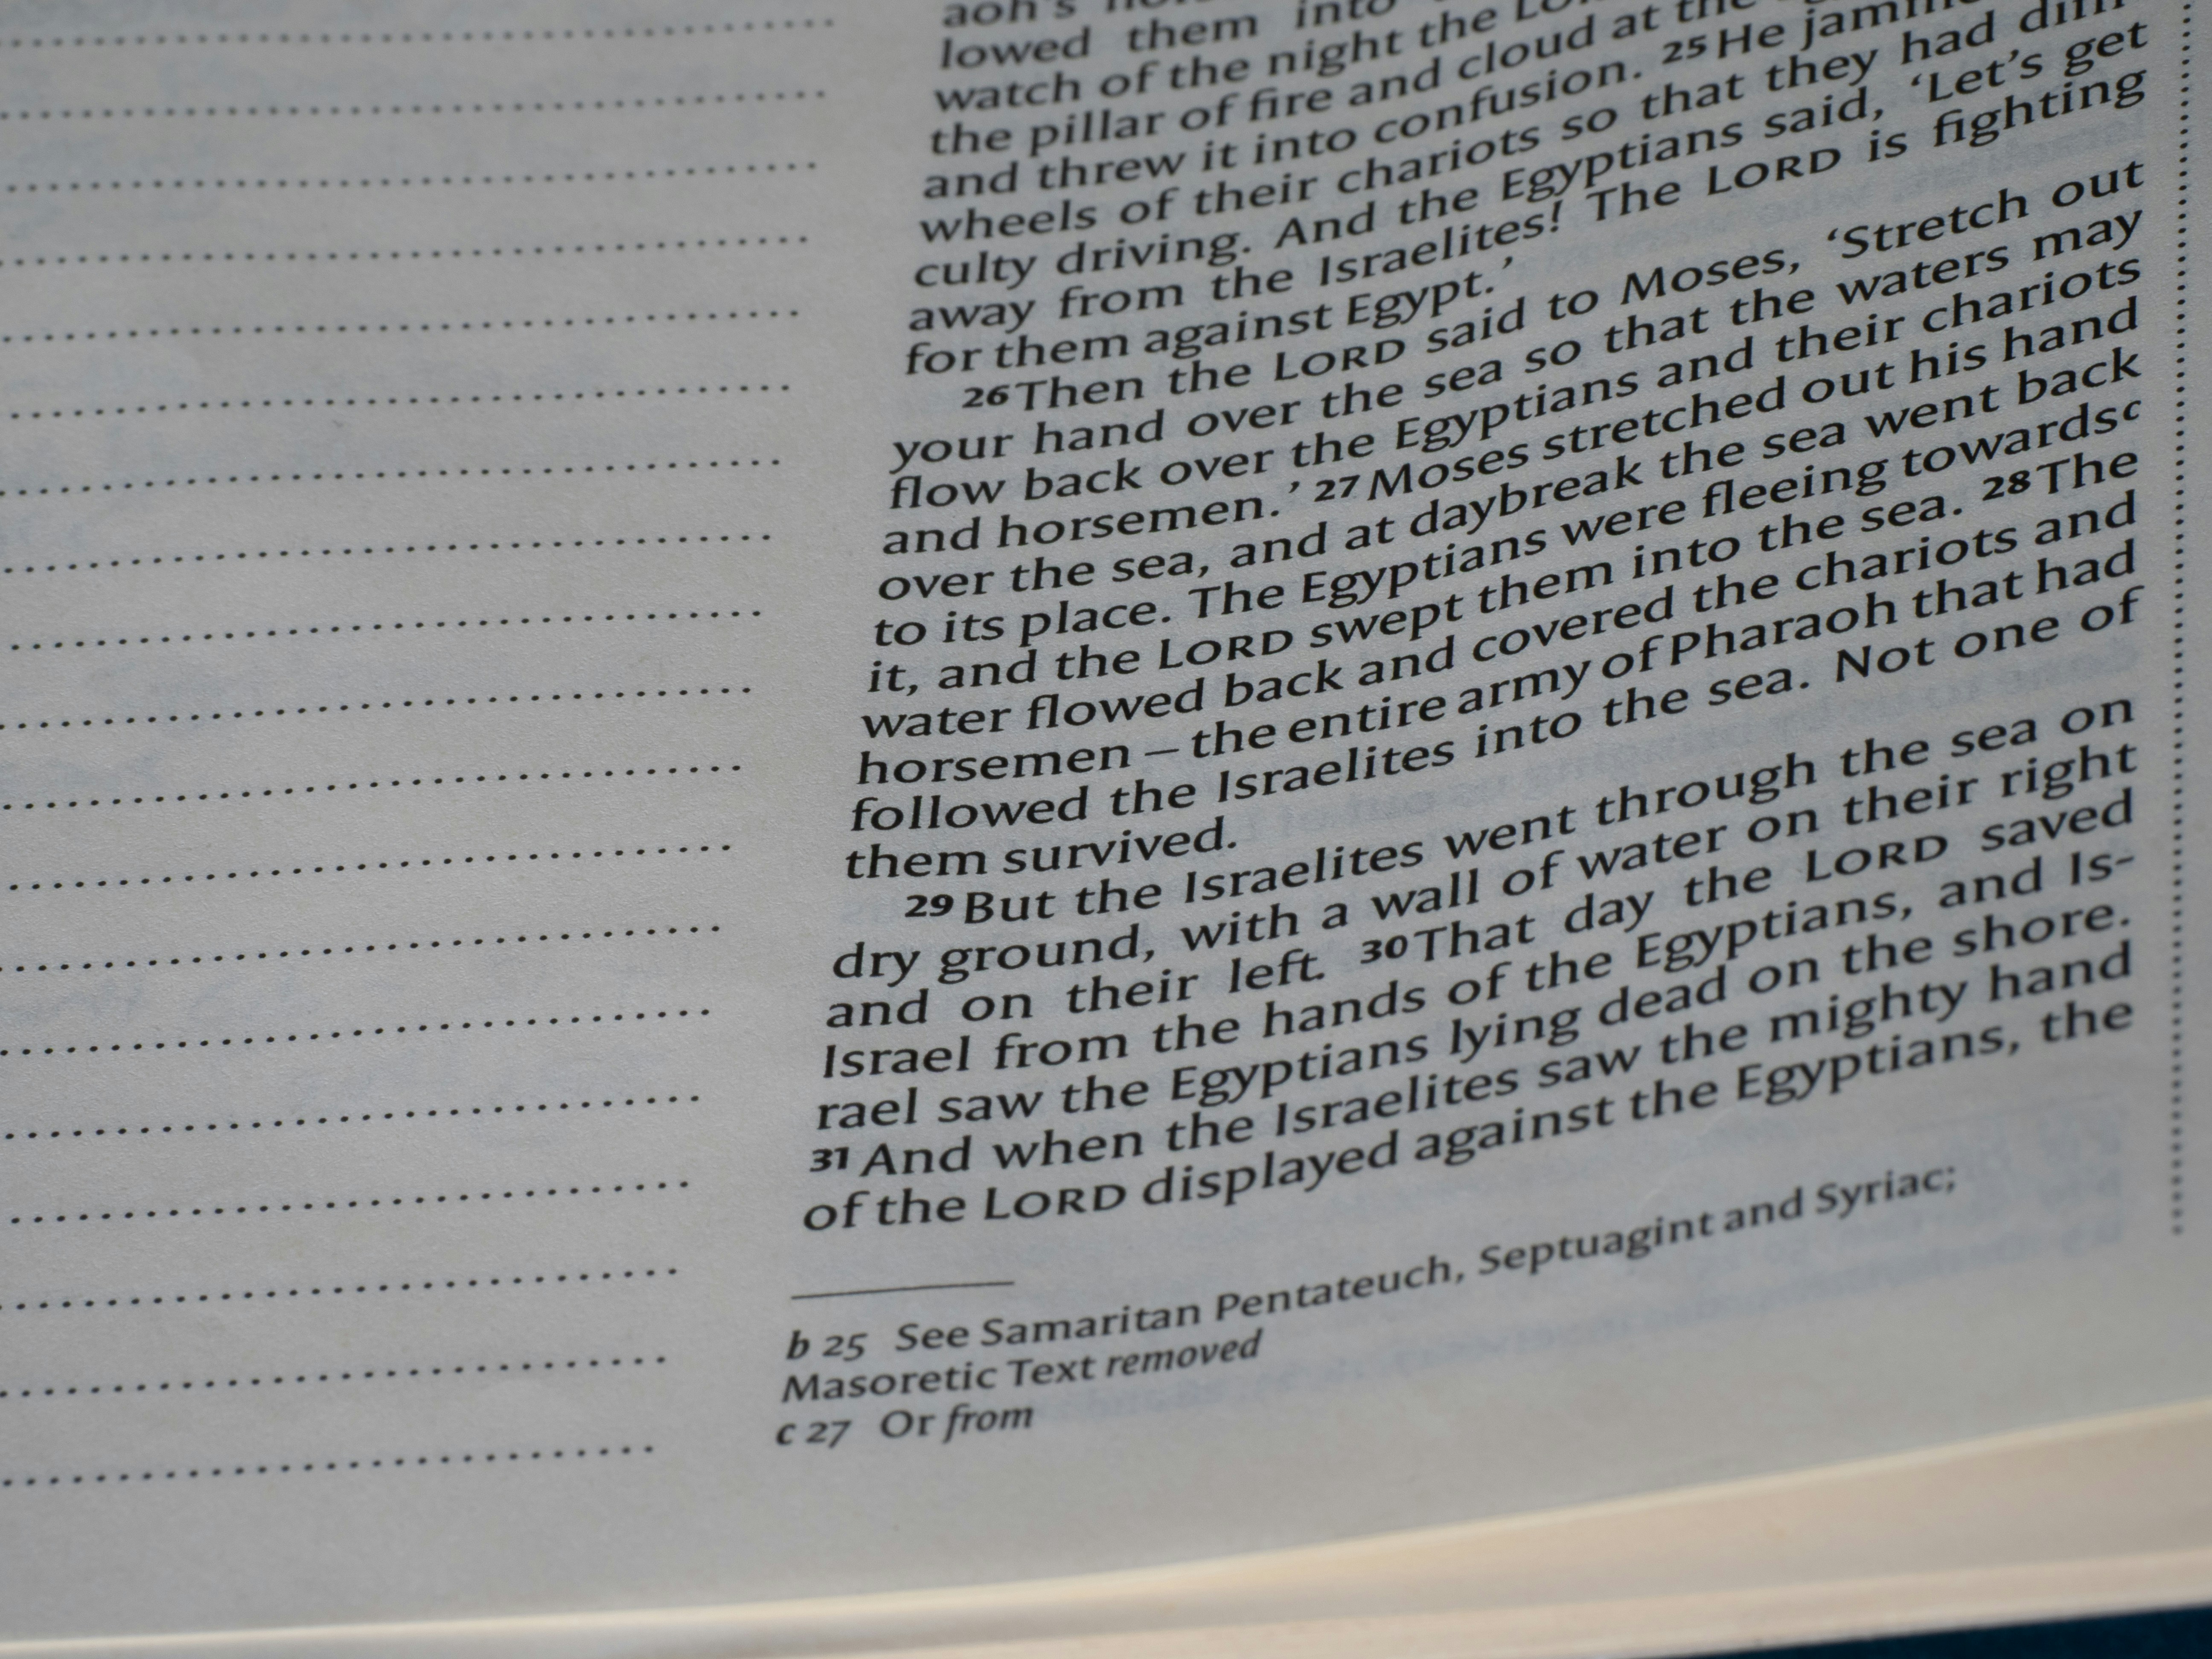 aoh's
lowed them into
watch of the night the
the pillar of fire and cloud at the
and threw it into confusion. 25 He
wheels of their chariots so that they had
culty driving. And the Egyptians said, ‘Let’s get
away from the Israelites! The LORD is fighting
for them against Egypt.’
26 Then the LORD said to Moses, ‘Stretch out
your hand over the sea so that the waters may
flow back over the Egyptians and their chariots
and horsemen.’ 27 Moses stretched out his hand
over the sea, and at daybreak the sea went back
to its place. The Egyptians were fleeing towardsc
it, and the LORD swept them into the sea. 28 The
water flowed back and covered the chariots and
horsemen – the entire army of Pharaoh that had
followed the Israelites into the sea. Not one of
them survived.
29 But the Israelites went through the sea on
dry ground, with a wall of water on their right
and on their left. 30 That day the LORD saved
Israel from the hands of the Egyptians, and Is-
rael saw the Egyptians lying dead on the shore.
31 And when the Israelites saw the mighty hand
of the LORD displayed against the Egyptians, the
b 25 See Samaritan Pentateuch, Septuagint and Syriac;
Masoretic Text removed
c 27 Or from